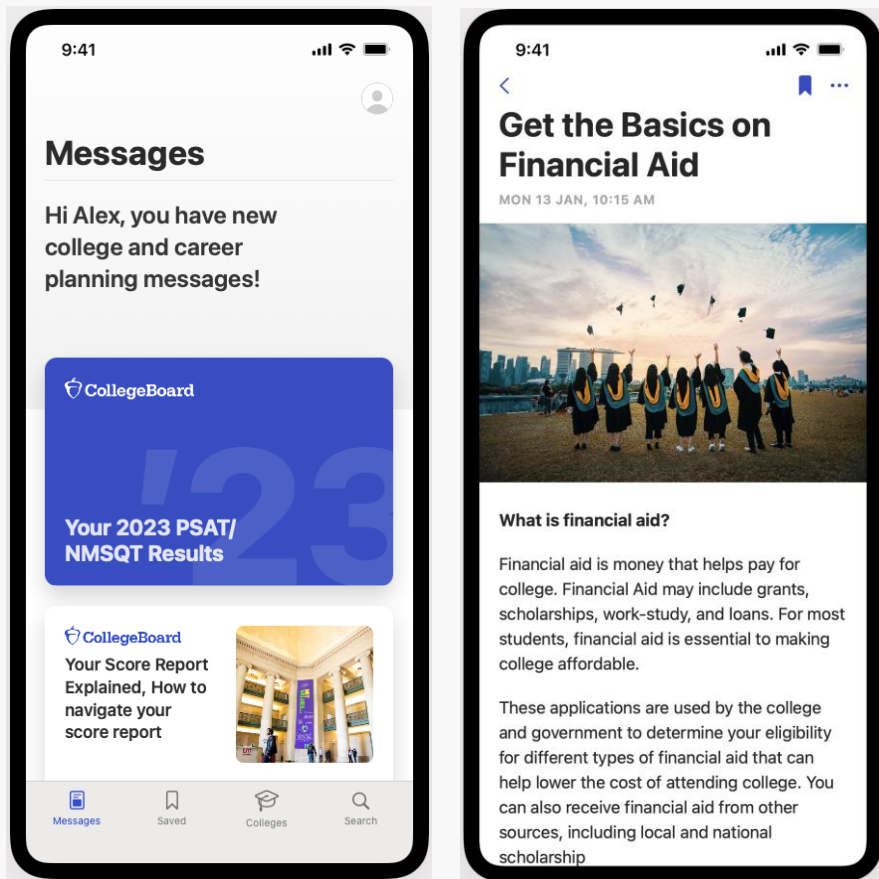 9:41
Messages
Hi Alex, you have new
college and career
planning messages!
CollegeBoard
'23
Your 2023 PSAT/
NMSQT Results
CollegeBoard
Your Score Report
Explained, How to
navigate your
score report
Messages
Saved
Colleges
Search
9:41
Get the Basics on
Financial Aid
MON 13 JAN, 10:15 AM
What is financial aid?
Financial aid is money that helps pay for
college. Financial Aid may include grants,
scholarships, work-study, and loans. For most
students, financial aid is essential to making
college affordable.
These applications are used by the college
and government to determine your eligibility
for different types of financial aid that can
help lower the cost of attending college. You
can also receive financial aid from other
sources, including local and national
scholarship